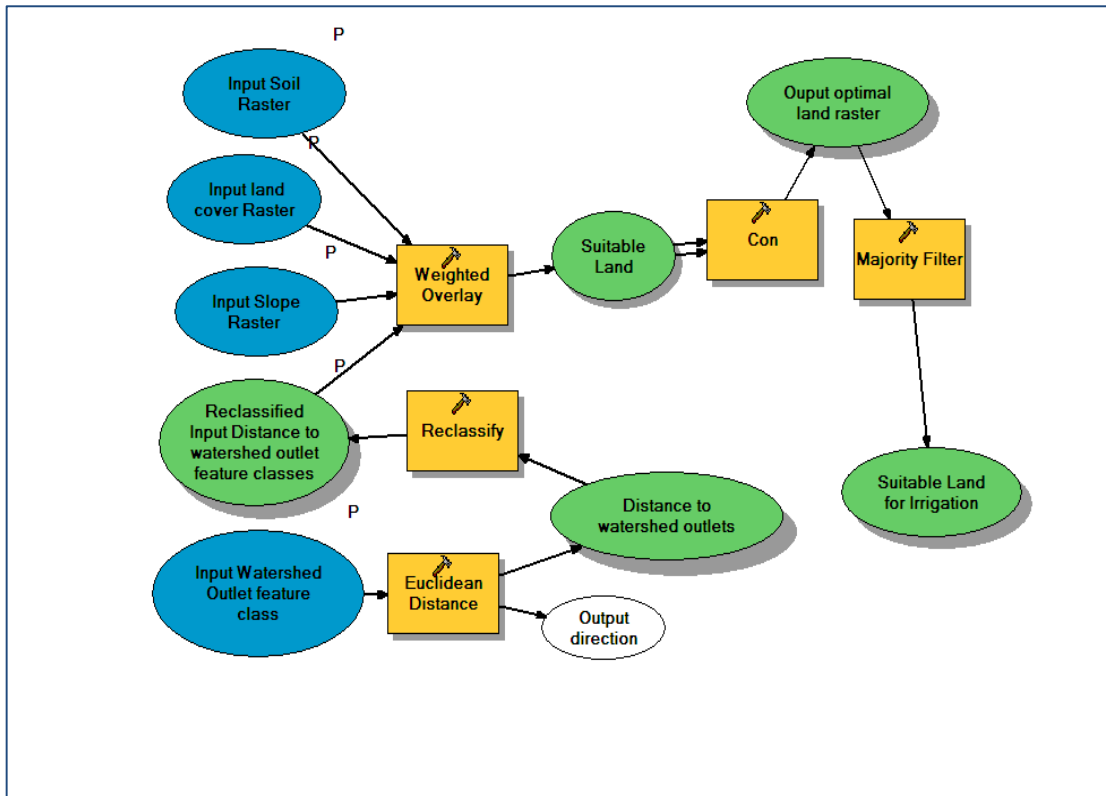 P
Input Soil
Raster
P
Input land
cover Raster
P
Input Slope
Raster
P
Reclassified
Input Distance to
watershed outlet
feature classes
P
Input Watershed
Outlet feature
class
Weighted
Overlay
Reclassify
Euclidean
Distance
Distance to
watershed outlets
Output
direction
Suitable
Land
Con
Ouput optimal
land raster
Majority Filter
Suitable Land
for Irrigation